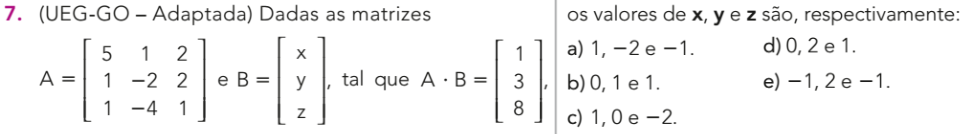 7. (UEG-GO – Adaptada) Dadas as matrizes
A = [ 5 1 2 ; 1 −2 2 ; 1 −4 1 ] e B = [ x ; y ; z ], tal que A · B = [ 1 ; 3 ; 8 ],
os valores de x, y e z são, respectivamente:
a) 1, −2 e −1.
b) 0, 1 e 1.
c) 1, 0 e −2.
d) 0, 2 e 1.
e) −1, 2 e −1.